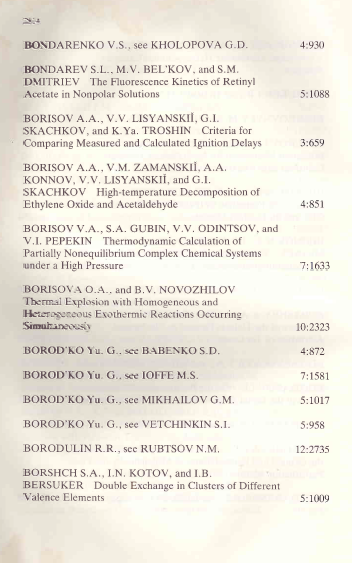 BONDARENKO V.S., see KHOLOPOVA G.D. 4:930
BONDAREV S.L., M.V. BEL'KOV, and S.M.
DMITRIEV The Fluorescence Kinetics of Retinyl
Acetate in Nonpolar Solutions 5:1088
BORISOV A.A., V.V. LISYANSKIĬ, G.I.
SKACHKOV, and K.Ya. TROSHIN Criteria for
Comparing Measured and Calculated Ignition Delays 3:659
BORISOV A.A., V.M. ZAMANSKIĬ, A.A.
KONNOV, V.V. LISYANSKIĬ, and G.I.
SKACHKOV High-temperature Decomposition of
Ethylene Oxide and Acetaldehyde 4:851
BORISOV V.A., S.A. GUBIN, V.V. ODINTSOV, and
V.I. PEPEKIN Thermodynamic Calculation of
Partially Nonequilibrium Complex Chemical Systems
under a High Pressure 7:1633
BORISOVA O.A., and B.V. NOVOZHILOV
Thermal Explosion with Homogeneous and
Heterogeneous Exothermic Reactions Occurring
Simultaneously 10:2323
BOROD'KO Yu. G., see BABENKO S.D. 4:872
BOROD'KO Yu. G., see IOFFE M.S. 7:1581
BOROD'KO Yu. G., see MIKHAILOV G.M. 5:1017
BOROD'KO Yu. G., see VETCHINKIN S.I. 5:958
BORODULIN R.R., see RUBTSOV N.M. 12:2735
BORSHCH S.A., I.N. KOTOV, and I.B.
BERSUKER Double Exchange in Clusters of Different
Valence Elements 5:1009